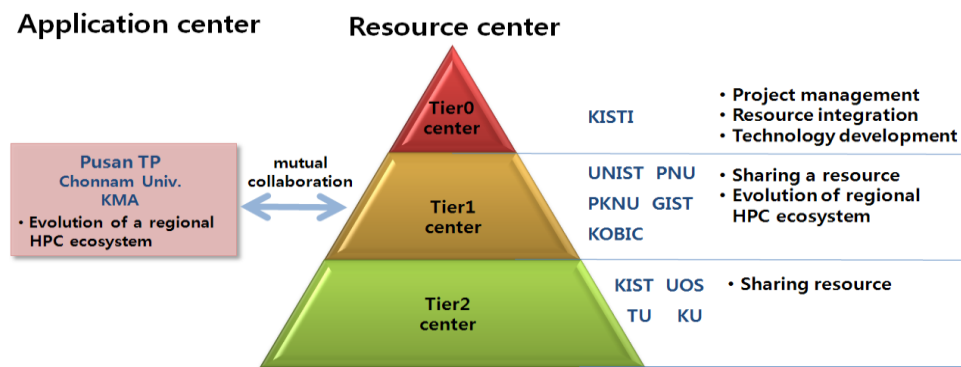 Application center
Resource center
Tier0
center
KISTI
• Project management
• Resource integration
• Technology development
Pusan TP
Chonnam Univ.
KMA
• Evolution of a regional
HPC ecosystem
mutual
collaboration
Tier1
center
UNIST PNU
PKNU GIST
KOBIC
• Sharing a resource
• Evolution of regional
HPC ecosystem
Tier2
center
KIST UOS
TU KU
• Sharing resource